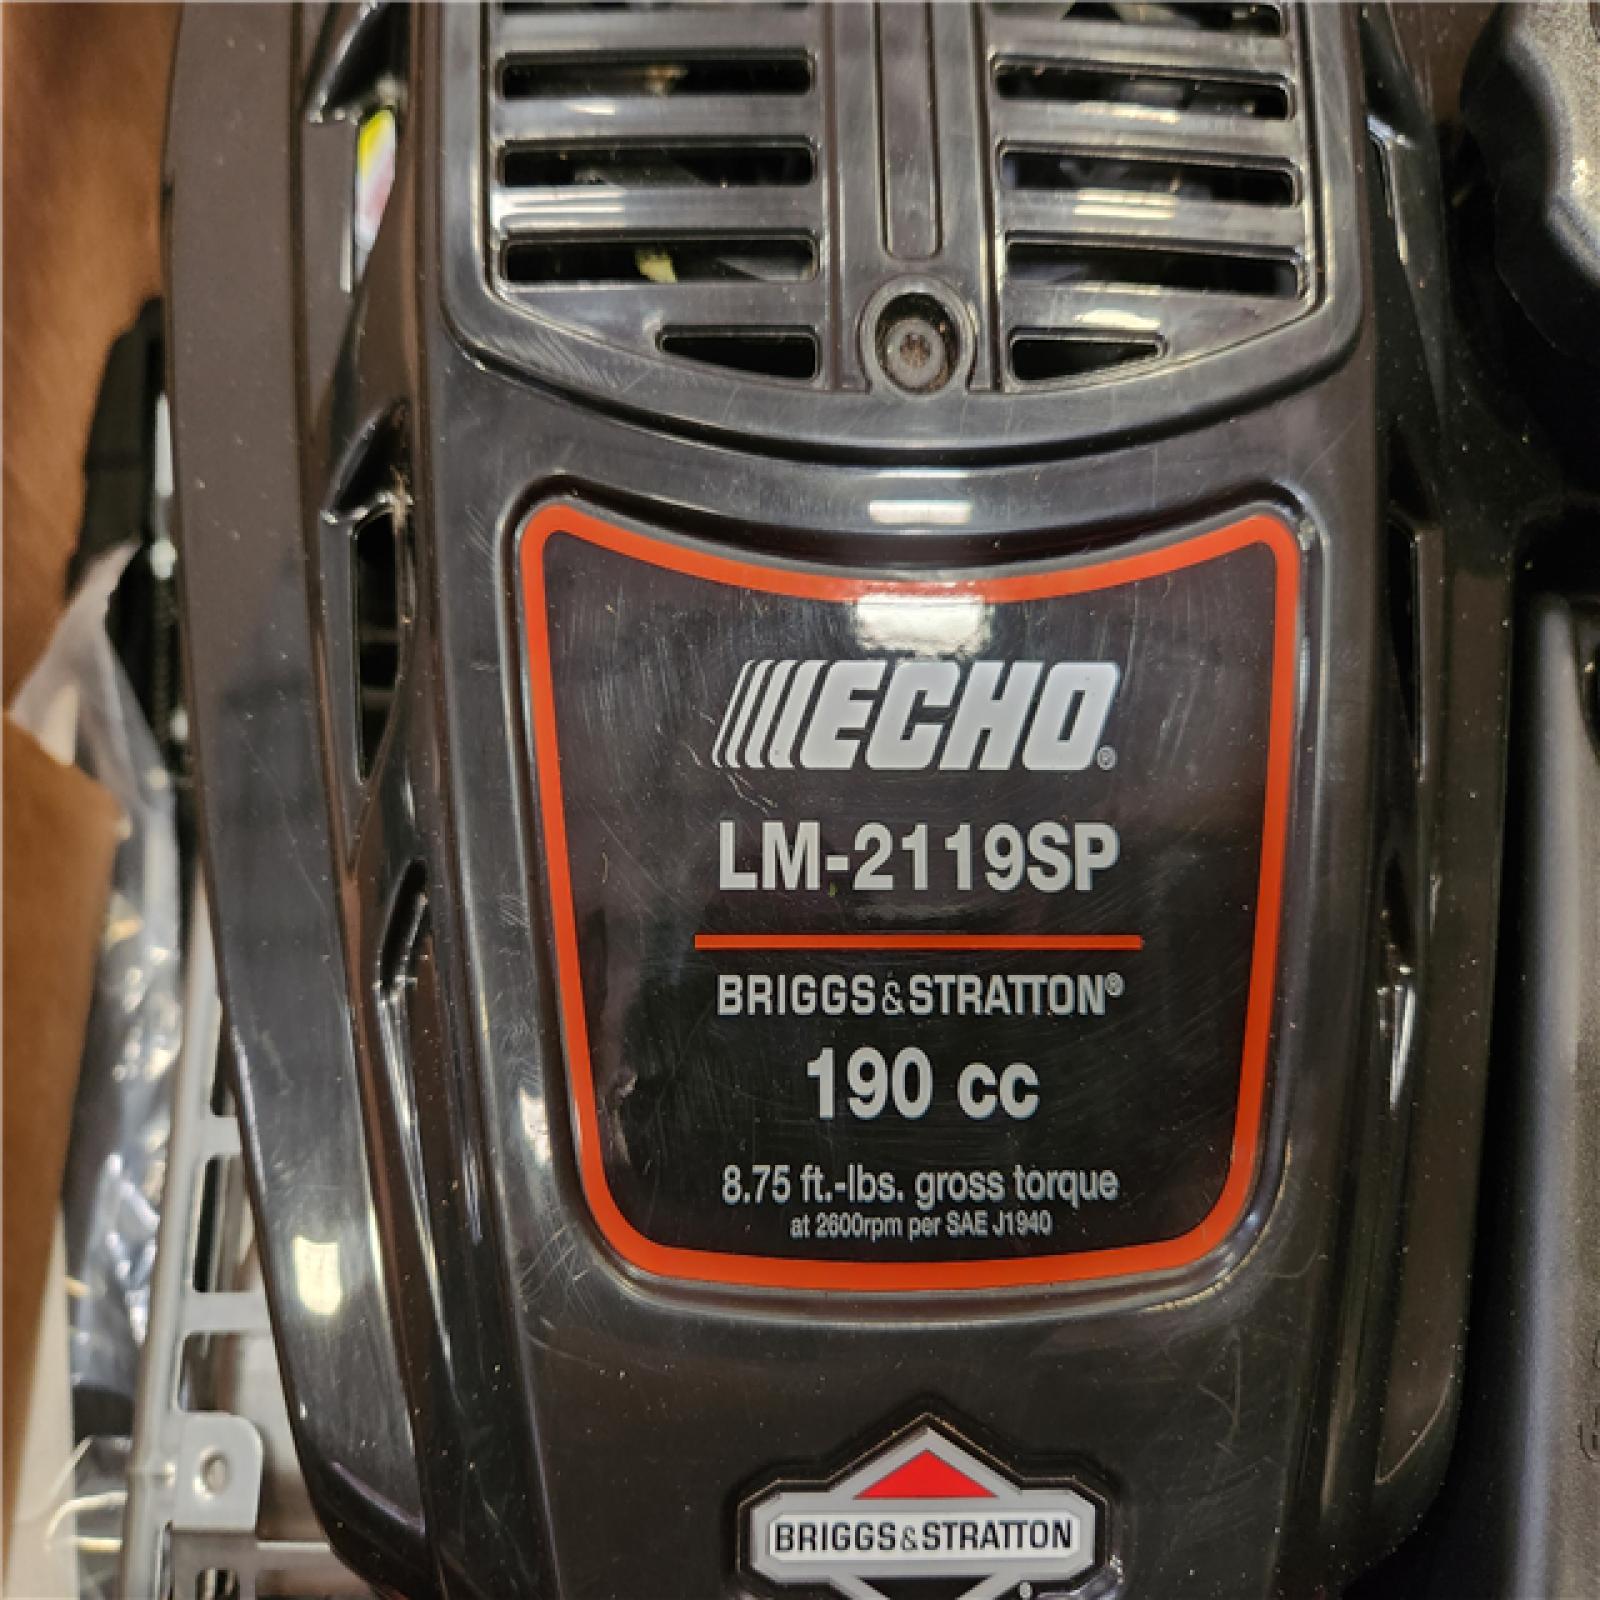 ECHO®
LM-2119SP
BRIGGS&STRATTON®
190 cc
8.75 ft.-lbs. gross torque
at 2600rpm per SAE J1940
BRIGGS&STRATTON